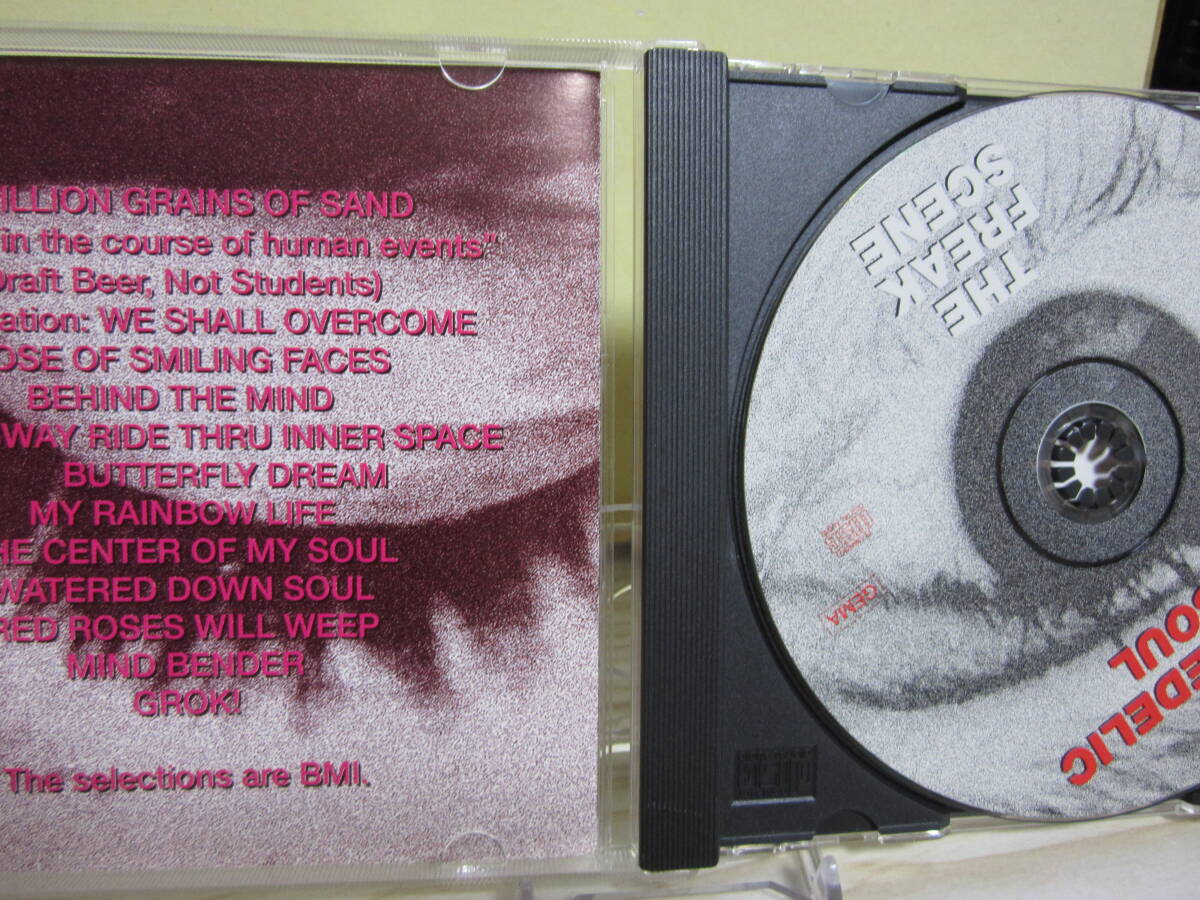 ILLION GRAINS OF SAND
in the course of human events"
Draft Beer, Not Students)
ation: WE SHALL OVERCOME
OSE OF SMILING FACES
BEHIND THE MIND
WAY RIDE THRU INNER SPACE
BUTTERFLY DREAM
MY RAINBOW LIFE
HE CENTER OF MY SOUL
WATERED DOWN SOUL
RED ROSES WILL WEEP
MIND BENDER
GROK!
The selections are BMI.
THE
FREAK
SCENE
GEMA
EDELIC
SOUL